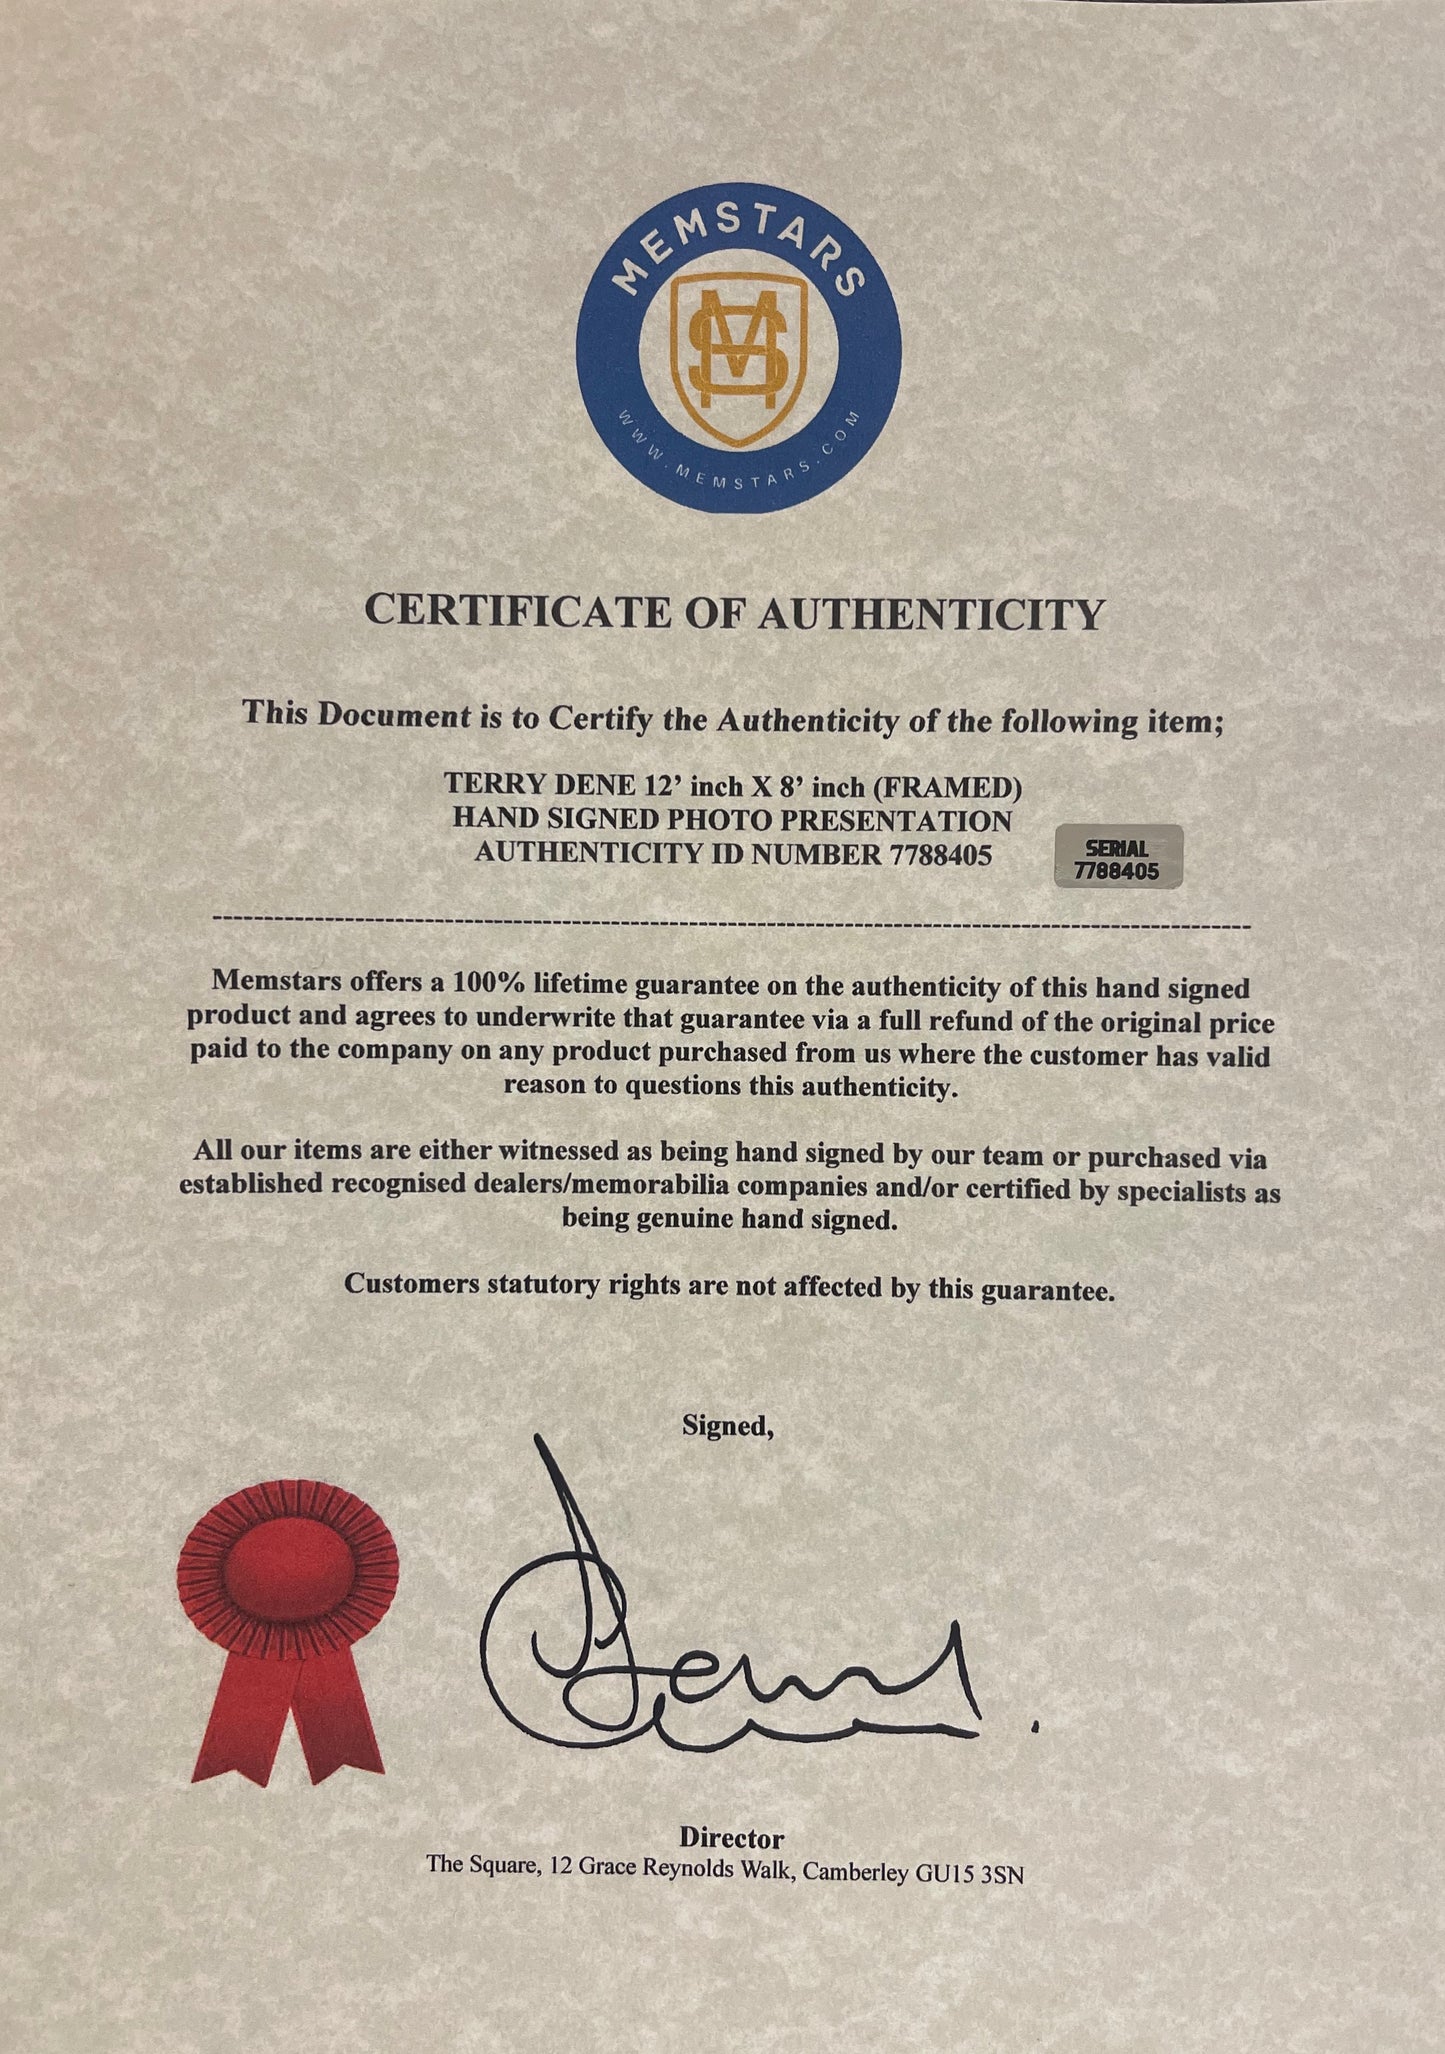 MEMSTARS
WWW.MEMSTARS.COM
CERTIFICATE OF AUTHENTICITY
This Document is to Certify the Authenticity of the following item;
TERRY DENE 12’ inch X 8’ inch (FRAMED)
HAND SIGNED PHOTO PRESENTATION
AUTHENTICITY ID NUMBER 7788405
SERIAL
7788405
--------------------------------------------------------------------------------------------------------
Memstars offers a 100% lifetime guarantee on the authenticity of this hand signed
product and agrees to underwrite that guarantee via a full refund of the original price
paid to the company on any product purchased from us where the customer has valid
reason to questions this authenticity.
All our items are either witnessed as being hand signed by our team or purchased via
established recognised dealers/memorabilia companies and/or certified by specialists as
being genuine hand signed.
Customers statutory rights are not affected by this guarantee.
Signed,
Director
The Square, 12 Grace Reynolds Walk, Camberley GU15 3SN